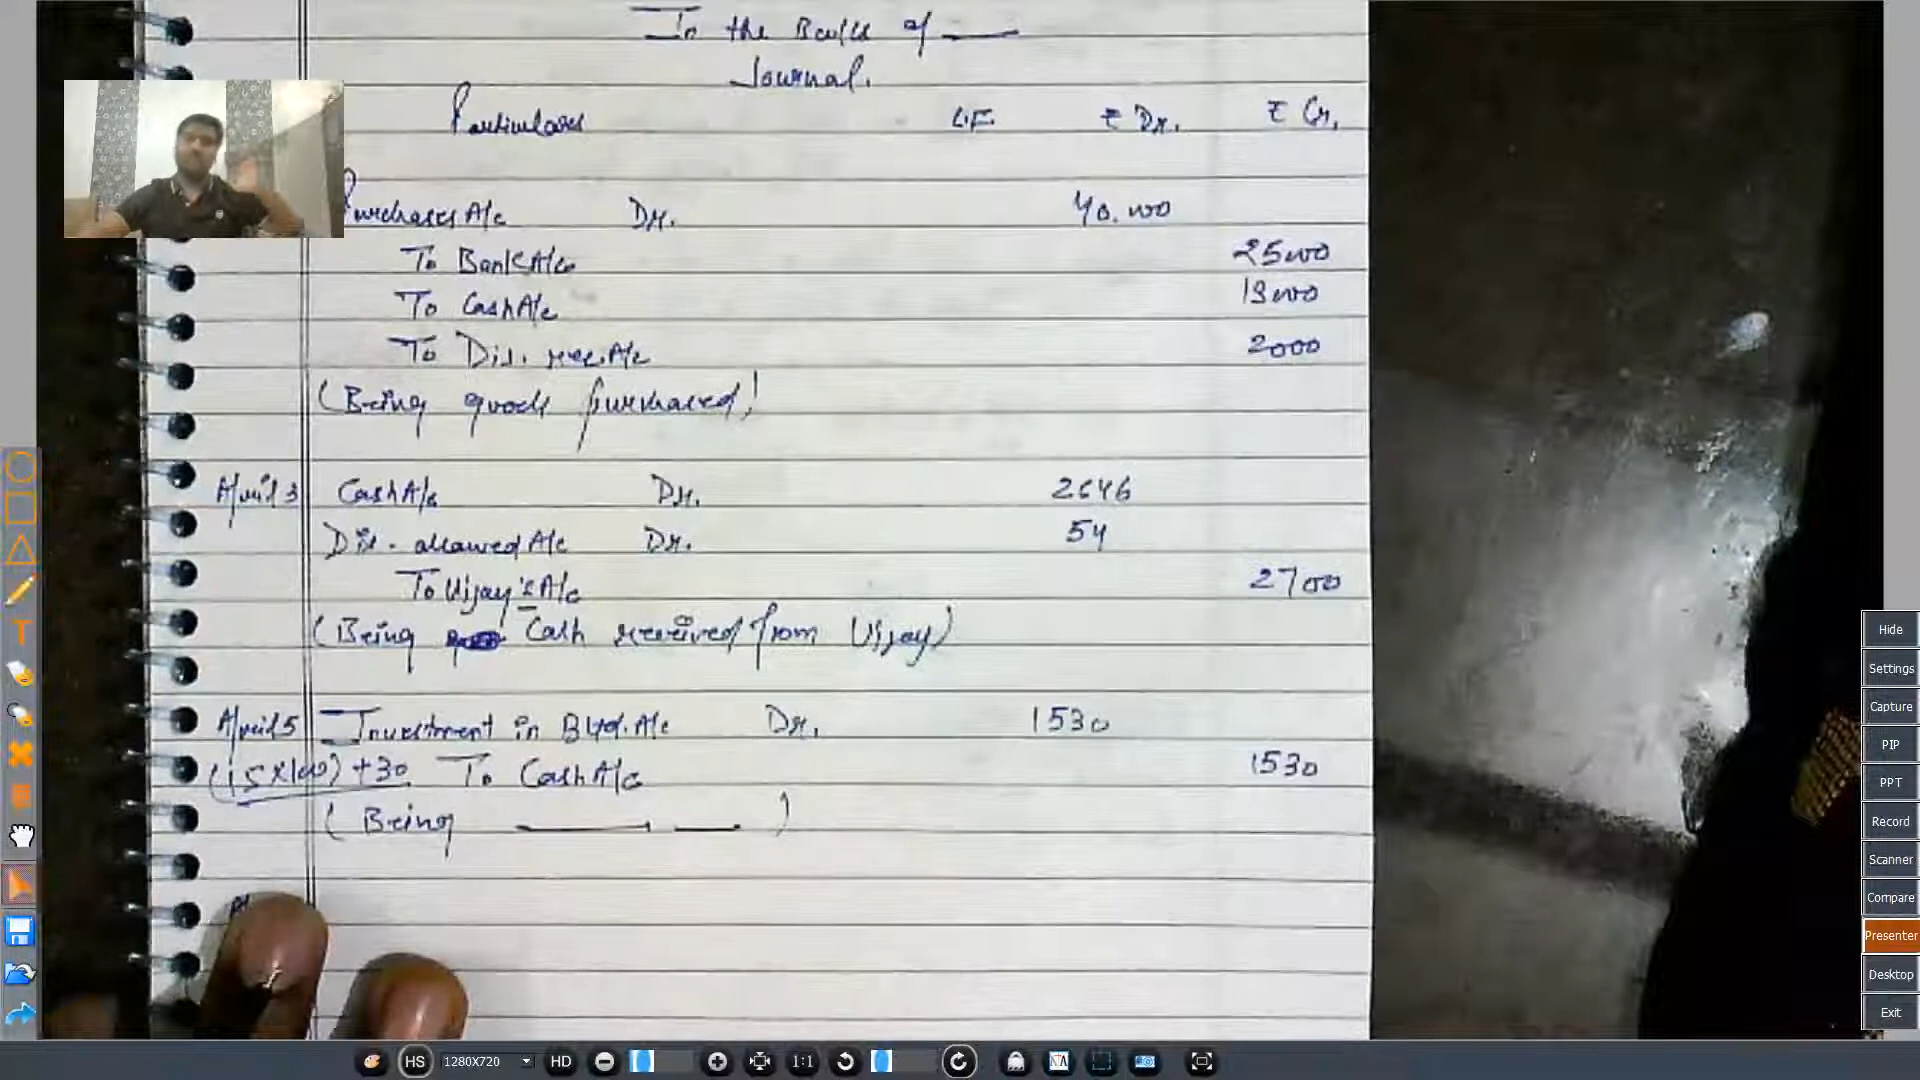 In the Books of ___
Journal.
Particulars L.F. ₹ Dr. ₹ Cr.
Purchases A/c Dr. 40,000
To Bank A/c 25000
To Cash A/c 13000
To Dis. rec. A/c 2000
(Being goods purchased)
April 3 Cash A/c Dr. 2646
Dis. allowed A/c Dr. 54
To Vijay's A/c 2700
(Being Cash received from Vijay)
April 5 Investment in A/c Dr. 1530
(15×100)+30 To Cash A/c 1530
(Being ___ __ )
Hide
Settings
Capture
PIP
PPT
Record
Scanner
Compare
Presenter
Desktop
Exit
T
HS 1280X720 HD 1:1